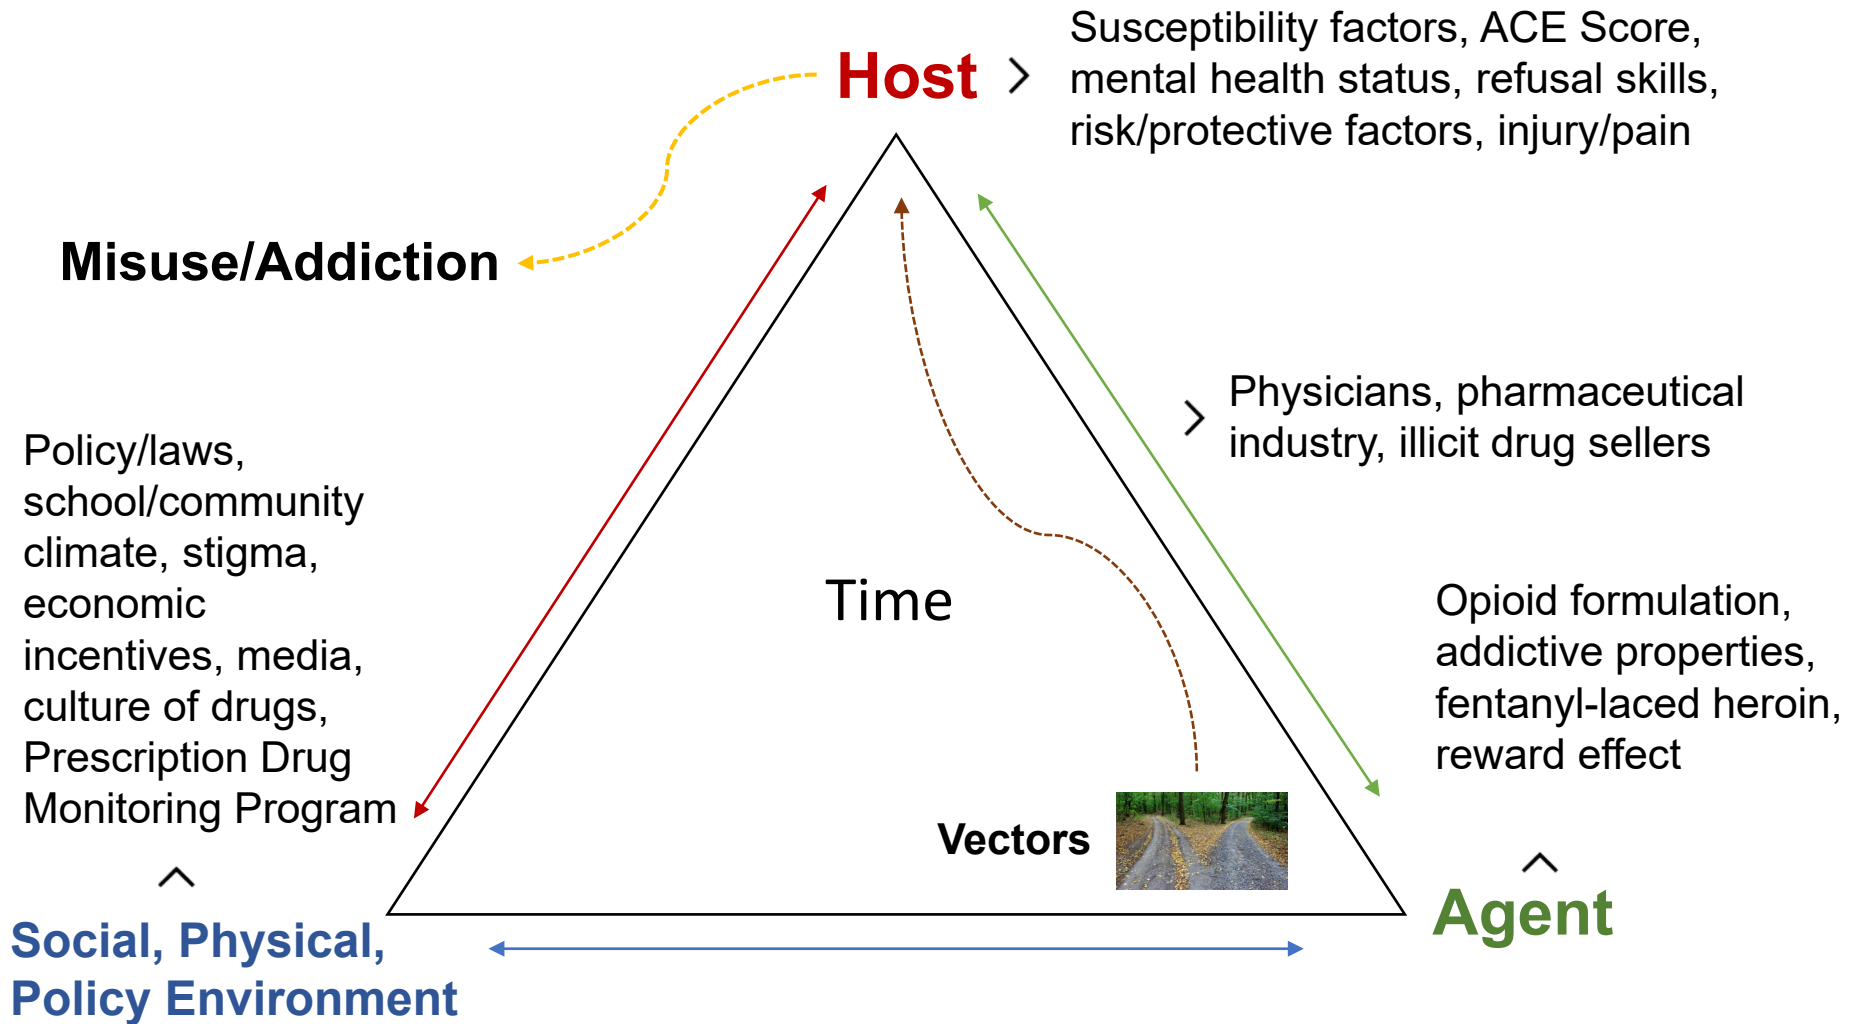 Host
Susceptibility factors, ACE Score,
mental health status, refusal skills,
risk/protective factors, injury/pain
Misuse/Addiction
Physicians, pharmaceutical
industry, illicit drug sellers
Policy/laws,
school/community
climate, stigma,
economic
incentives, media,
culture of drugs,
Prescription Drug
Monitoring Program
Time
Opioid formulation,
addictive properties,
fentanyl-laced heroin,
reward effect
Vectors
Agent
Social, Physical,
Policy Environment